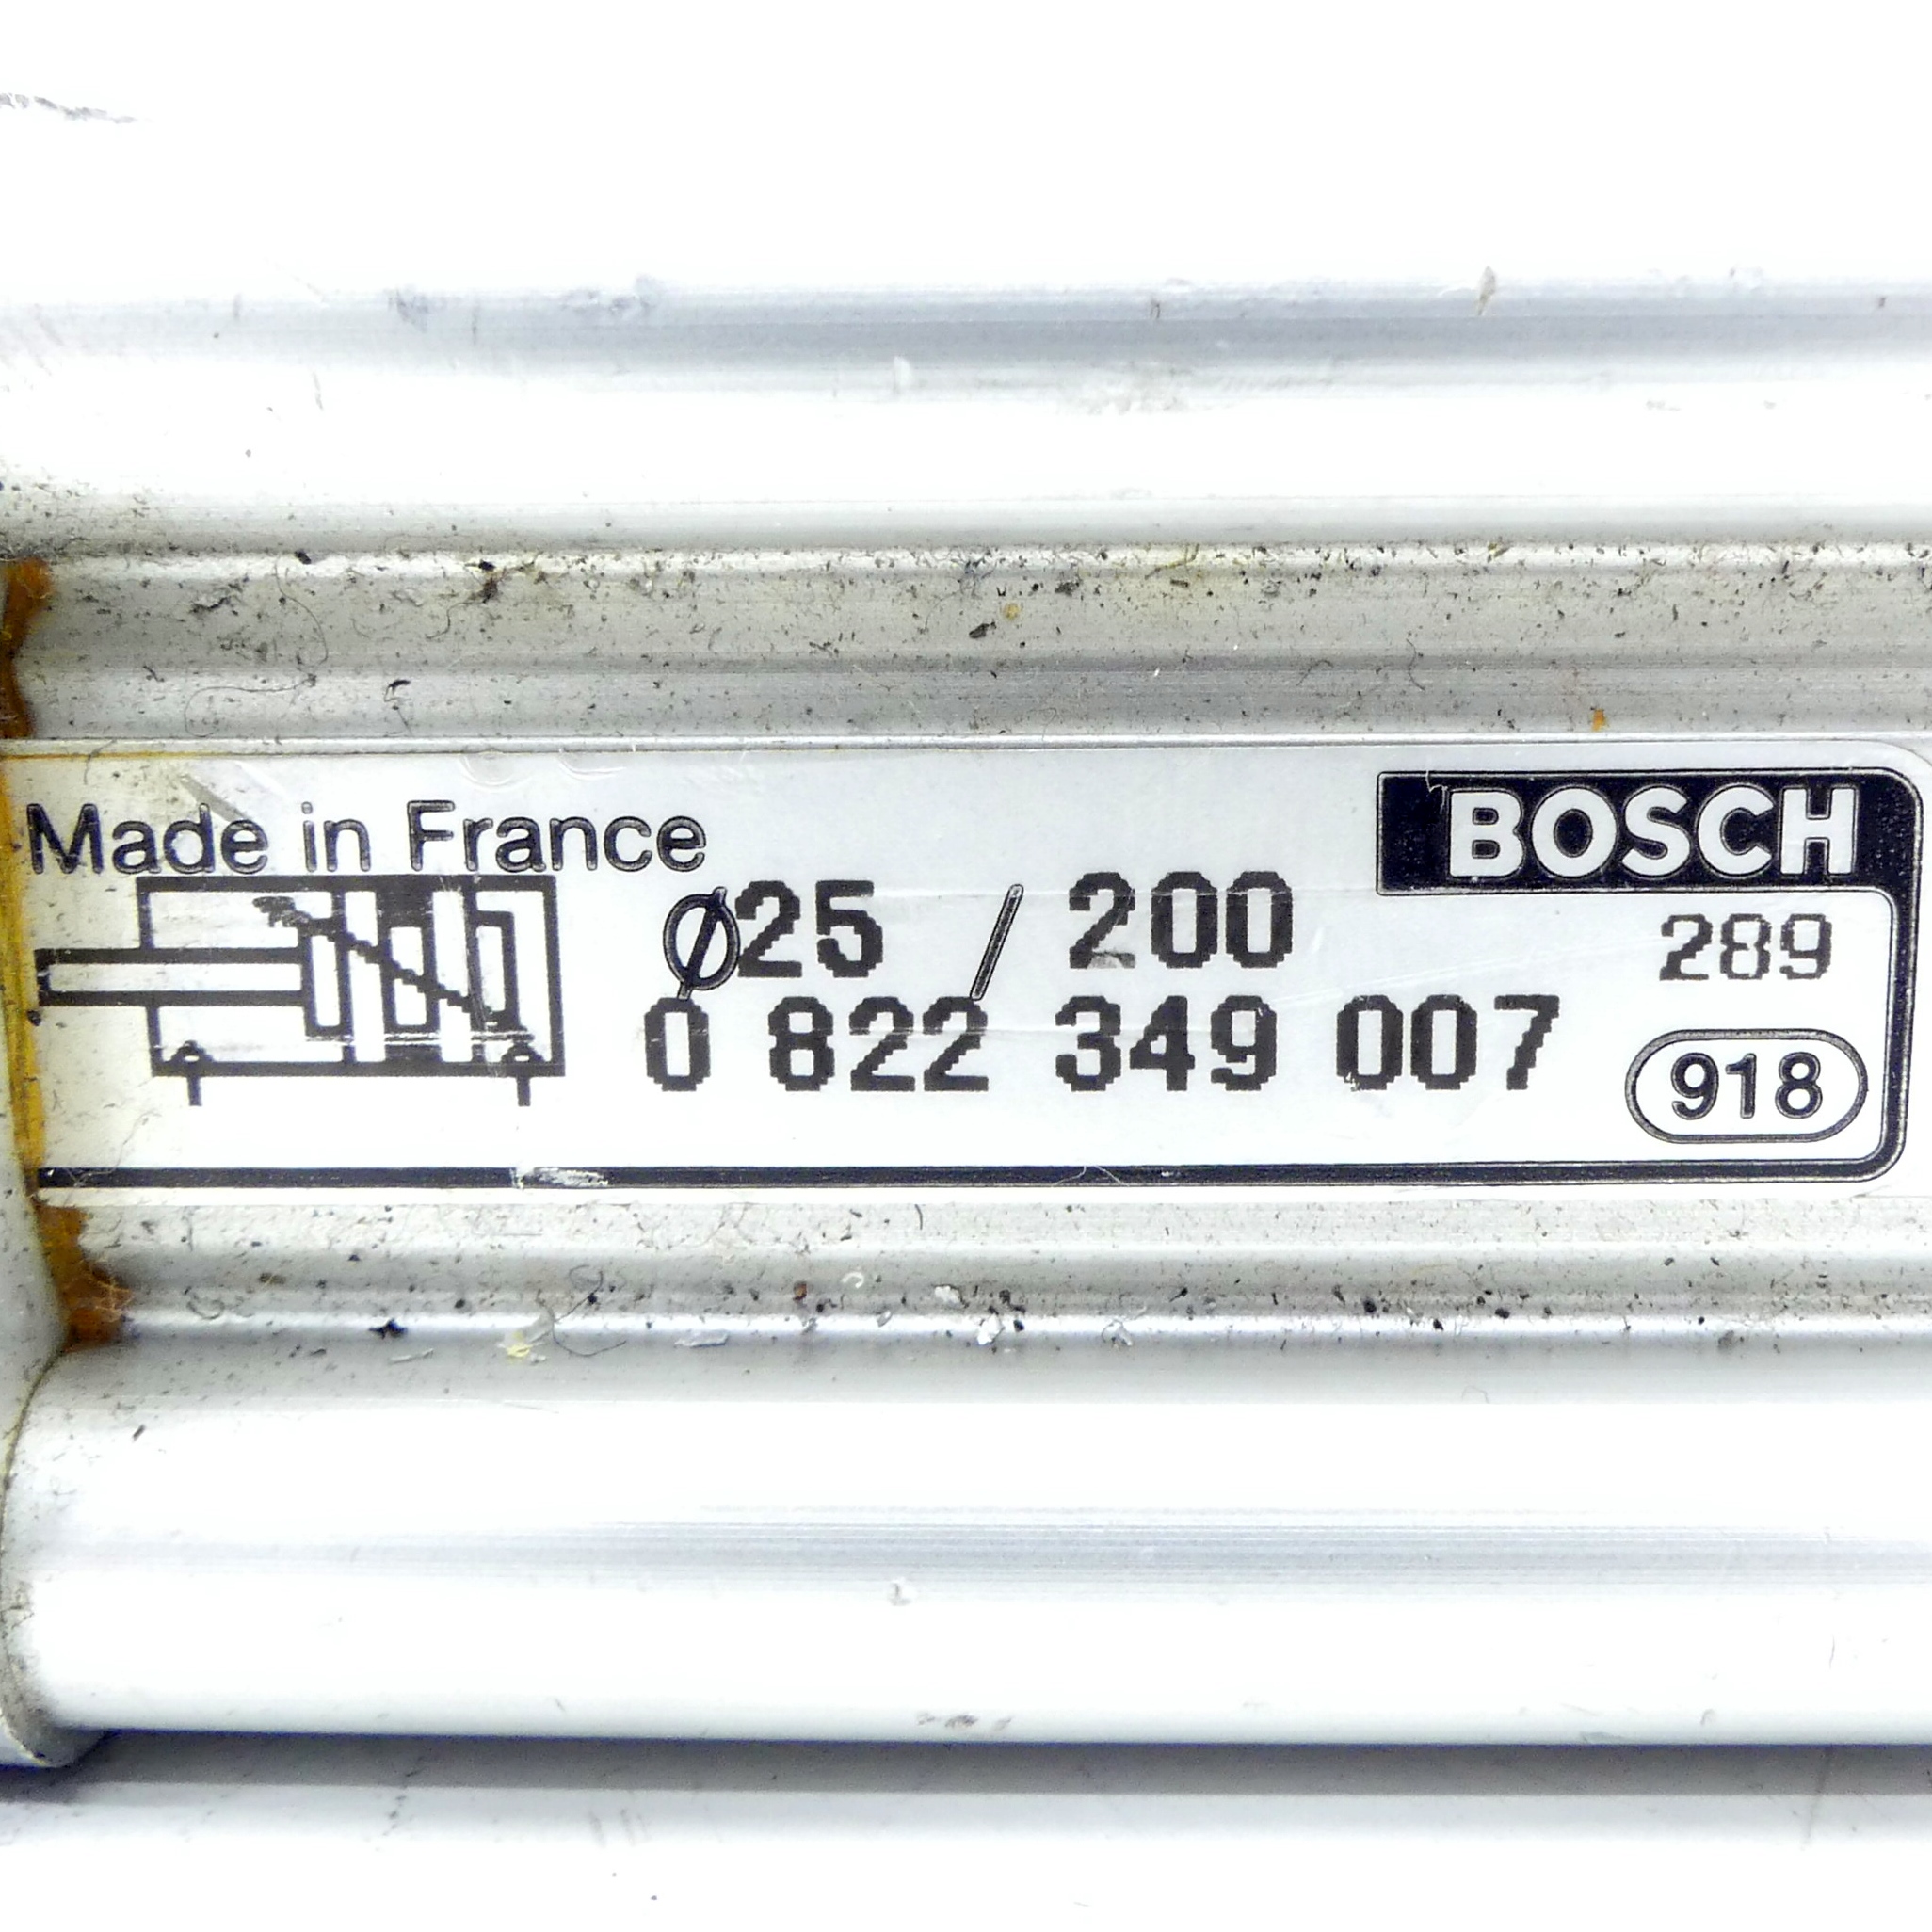 Made in France
BOSCH
ø25 / 200
289
0 822 349 007
918